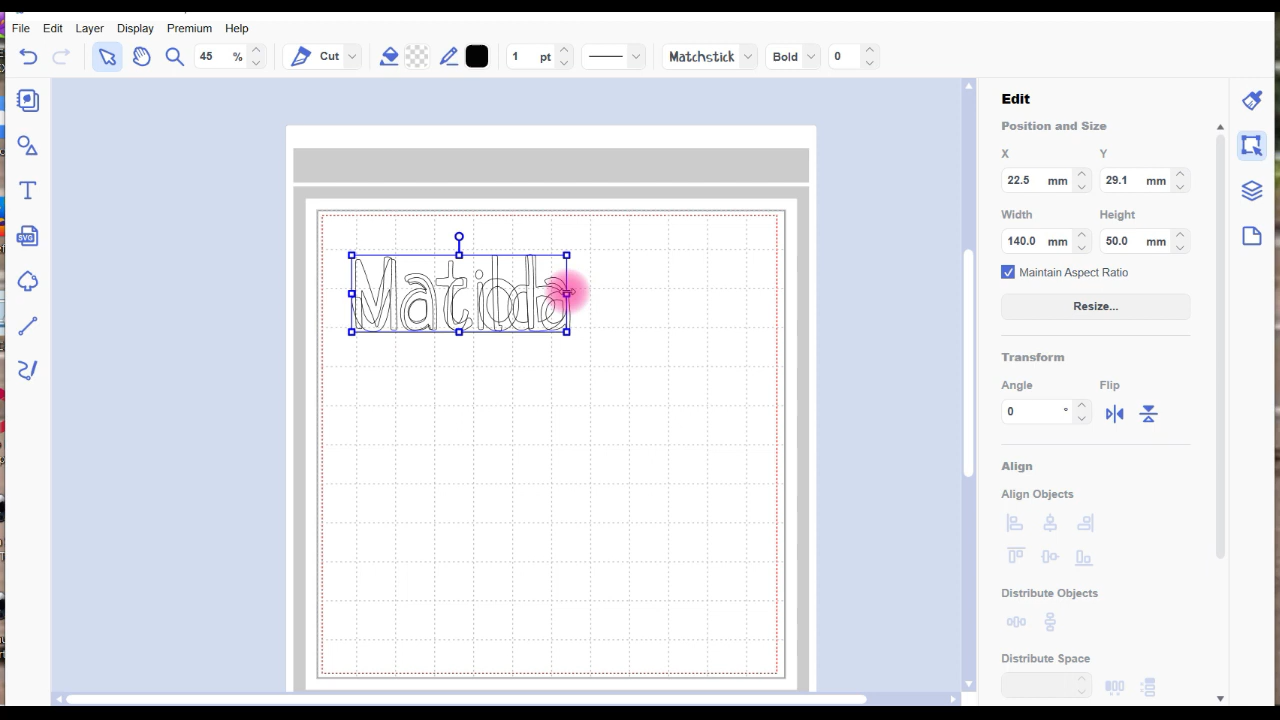 File Edit Layer Display Premium Help
45 % Cut 1 pt Matchstick Bold 0
Edit
Position and Size
X Y
22.5 mm 29.1 mm
Width Height
140.0 mm 50.0 mm
Maintain Aspect Ratio
Resize...
Transform
Angle Flip
0 °
Align
Align Objects
Distribute Objects
Distribute Space
T
SVG